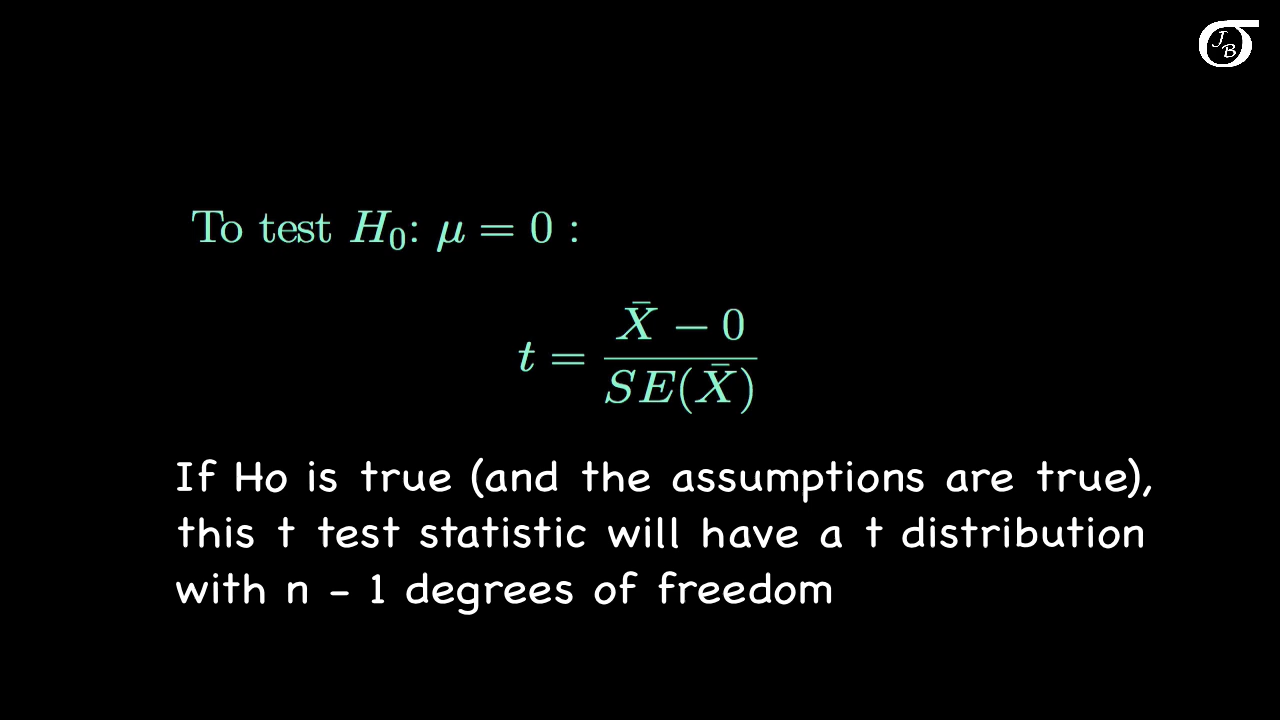 JB
To test H₀: μ = 0 :
t = (X̄ − 0) / SE(X̄)
If Ho is true (and the assumptions are true),
this t test statistic will have a t distribution
with n - 1 degrees of freedom